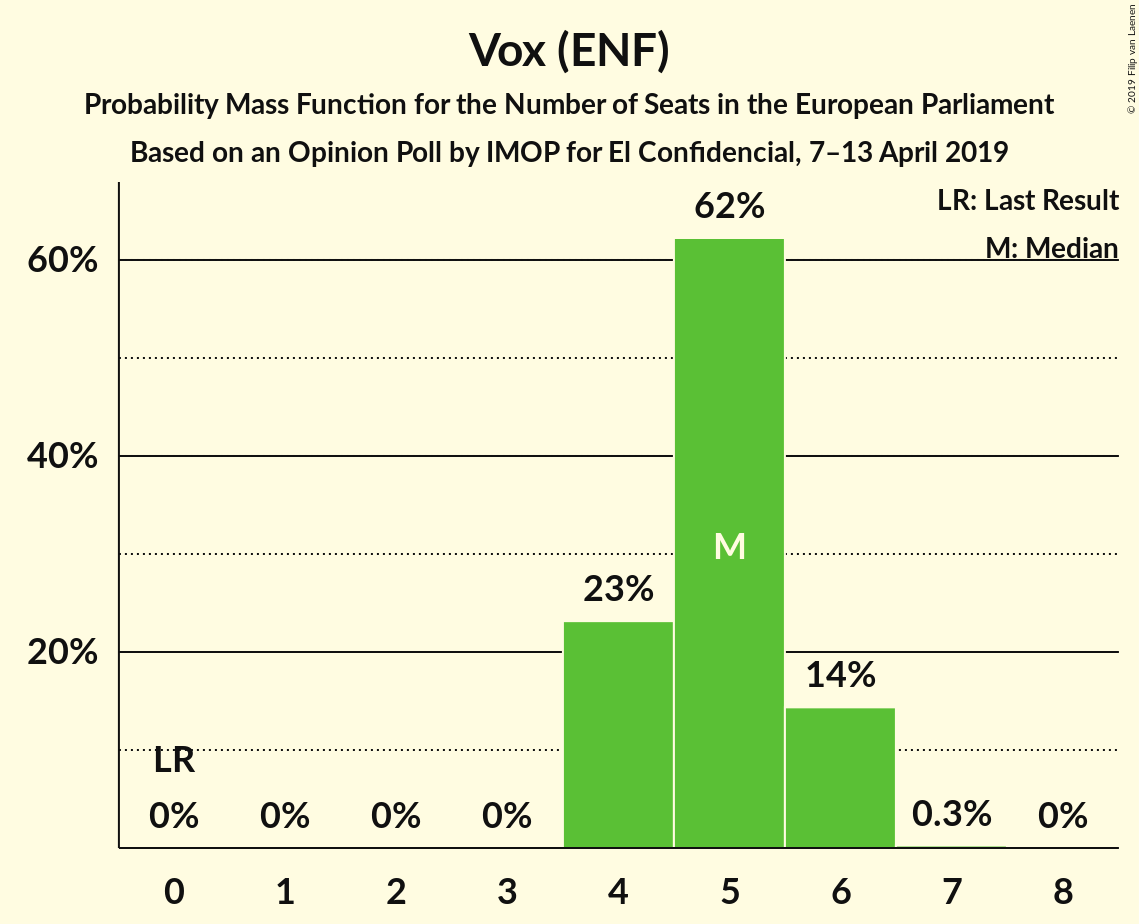 Vox (ENF)
Probability Mass Function for the Number of Seats in the European Parliament
Based on an Opinion Poll by IMOP for El Confidencial, 7–13 April 2019
© 2019 Filip van Laenen
LR: Last Result
M: Median
62%
60%
40%
M
23%
20%
14%
LR
0% 0% 0% 0% 0.3% 0%
0 1 2 3 4 5 6 7 8